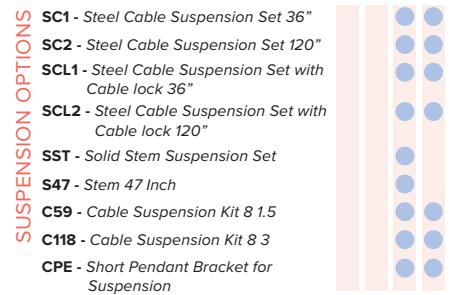 SUSPENSION OPTIONS
SC1 - Steel Cable Suspension Set 36”
SC2 - Steel Cable Suspension Set 120”
SCL1 - Steel Cable Suspension Set with
Cable lock 36”
SCL2 - Steel Cable Suspension Set with
Cable lock 120”
SST - Solid Stem Suspension Set
S47 - Stem 47 Inch
C59 - Cable Suspension Kit 8 1.5
C118 - Cable Suspension Kit 8 3
CPE - Short Pendant Bracket for
Suspension